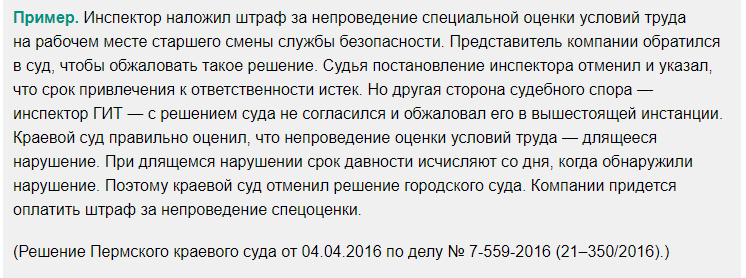 Пример. Инспектор наложил штраф за непроведение специальной оценки условий труда
на рабочем месте старшего смены службы безопасности. Представитель компании обратился
в суд, чтобы обжаловать такое решение. Судья постановление инспектора отменил и указал,
что срок привлечения к ответственности истек. Но другая сторона судебного спора —
инспектор ГИТ — с решением суда не согласился и обжаловал его в вышестоящей инстанции.
Краевой суд правильно оценил, что непроведение оценки условий труда — длящееся
нарушение. При длящемся нарушении срок давности исчисляют со дня, когда обнаружили
нарушение. Поэтому краевой суд отменил решение городского суда. Компании придется
оплатить штраф за непроведение спецоценки.
(Решение Пермского краевого суда от 04.04.2016 по делу № 7-559-2016 (21–350/2016).)